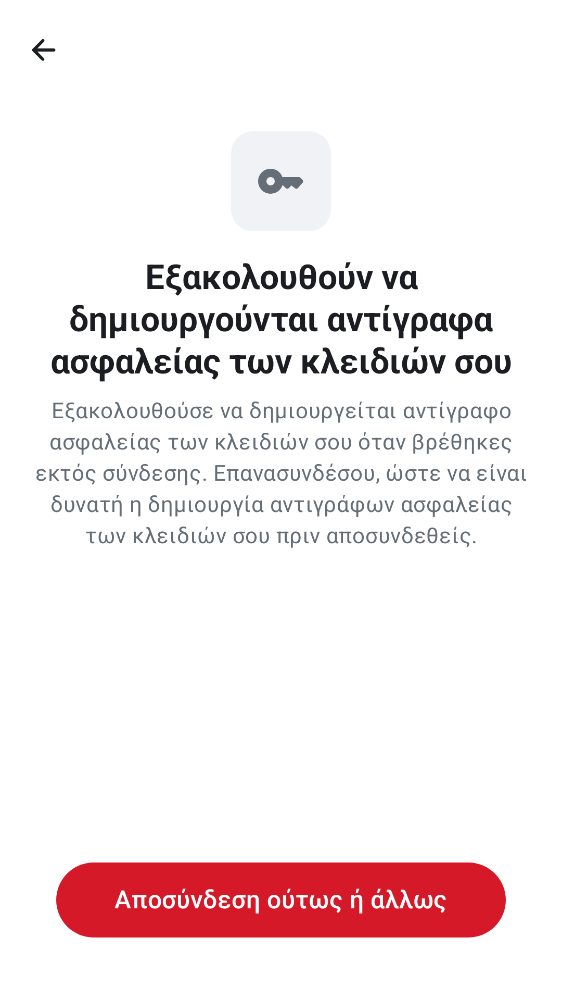 Εξακολουθούν να
δημιουργούνται αντίγραφα
ασφαλείας των κλειδιών σου
Εξακολουθούσε να δημιουργείται αντίγραφο
ασφαλείας των κλειδιών σου όταν βρέθηκες
εκτός σύνδεσης. Επανασυνδέσου, ώστε να είναι
δυνατή η δημιουργία αντιγράφων ασφαλείας
των κλειδιών σου πριν αποσυνδεθείς.
Αποσύνδεση ούτως ή άλλως